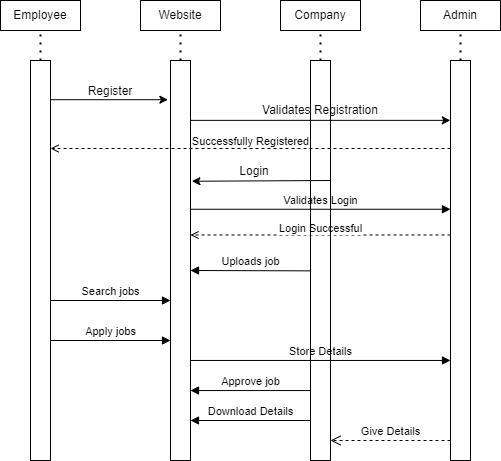 Employee
Website
Company
Admin
Register
Validates Registration
Successfully Registered
Login
Validates Login
Login Successful
Uploads job
Search jobs
Apply jobs
Store Details
Approve job
Download Details
Give Details